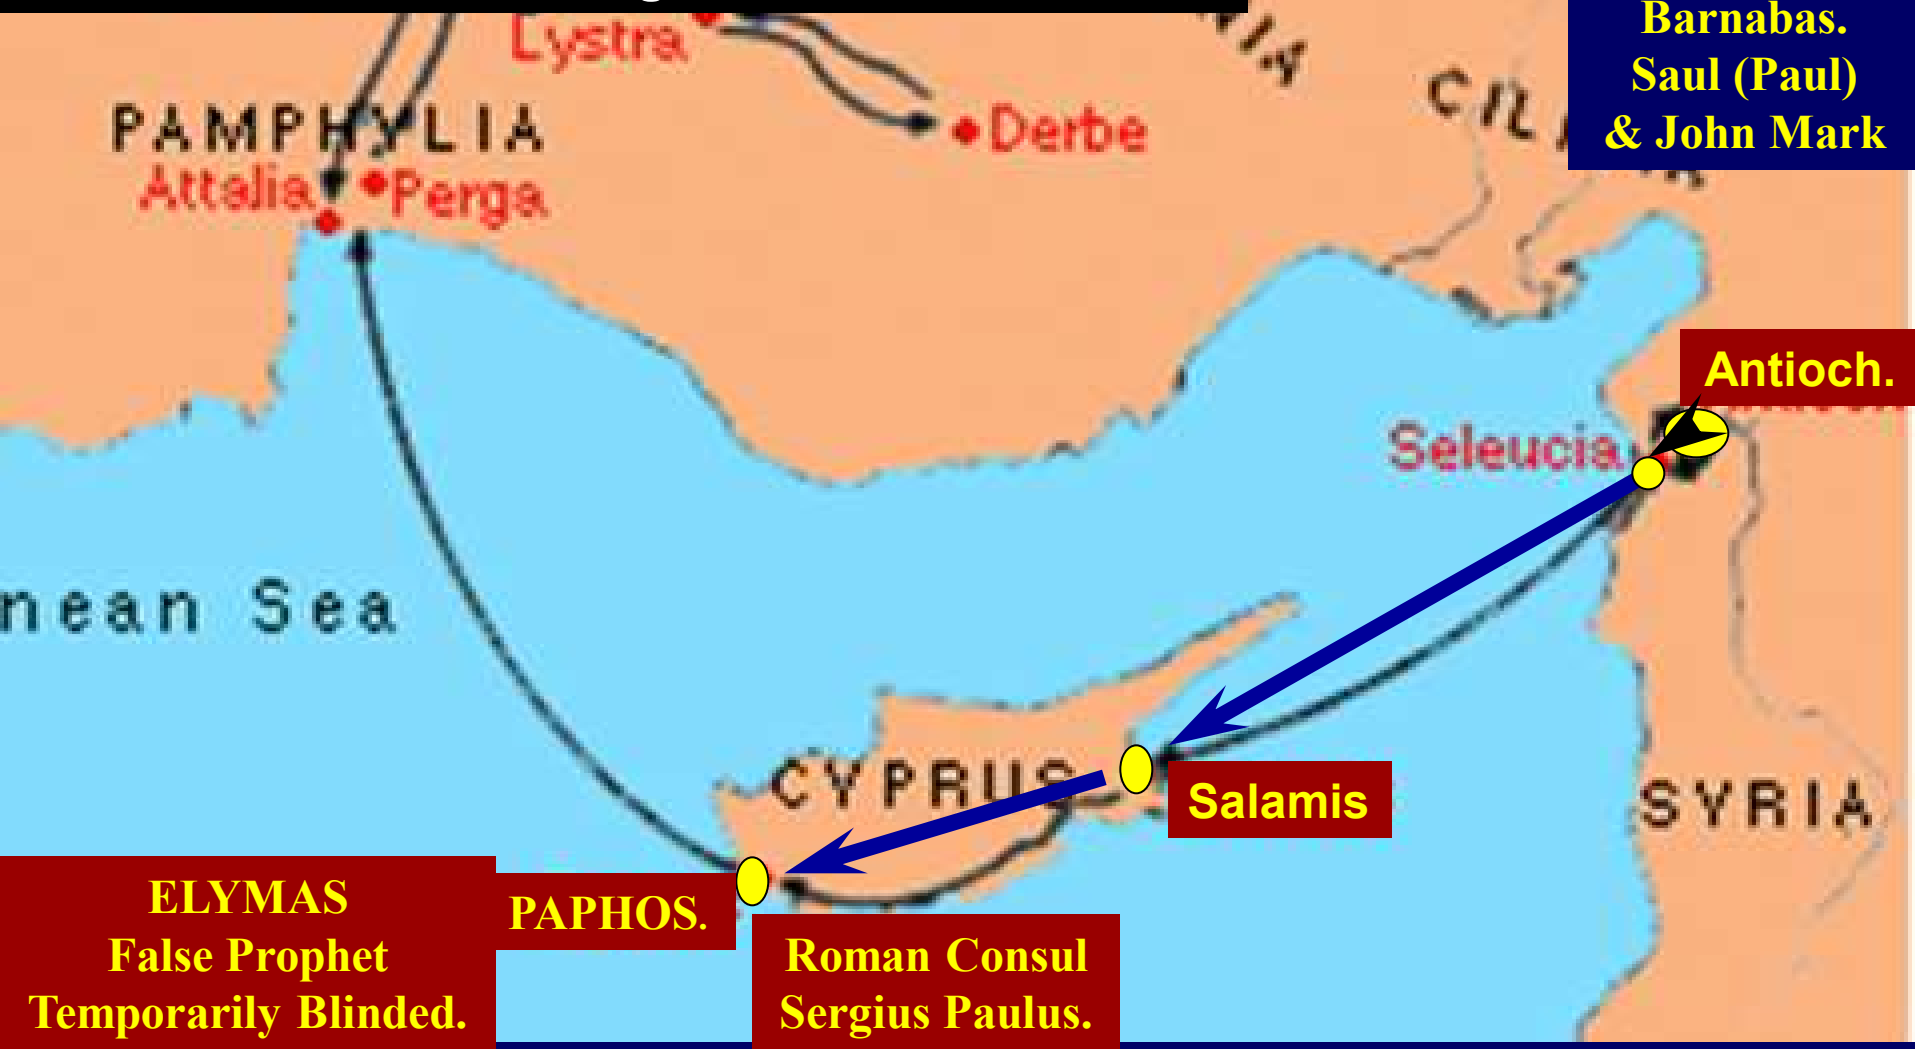 Barnabas.
Saul (Paul)
& John Mark
Lystra
Derbe
PAMPHYLIA
Attalia
Perga
Antioch.
Seleucia
nean Sea
CYPRUS
Salamis
SYRIA
ELYMAS
False Prophet
Temporarily Blinded.
PAPHOS.
Roman Consul
Sergius Paulus.